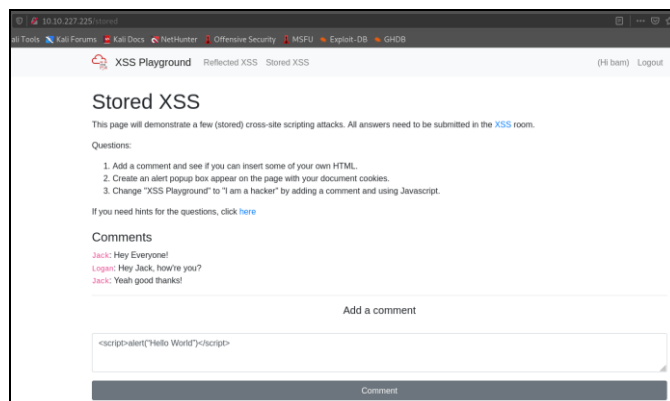 10.10.227.225/stored
ali Tools Kali Forums Kali Docs NetHunter Offensive Security MSFU Exploit-DB GHDB
XSS Playground Reflected XSS Stored XSS (Hi bam) Logout
Stored XSS
This page will demonstrate a few (stored) cross-site scripting attacks. All answers need to be submitted in the XSS room.
Questions:
1. Add a comment and see if you can insert some of your own HTML.
2. Create an alert popup box appear on the page with your document cookies.
3. Change "XSS Playground" to "I am a hacker" by adding a comment and using Javascript.
If you need hints for the questions, click here
Comments
Jack: Hey Everyone!
Logan: Hey Jack, how're you?
Jack: Yeah good thanks!
Add a comment
<script>alert("Hello World")</script>
Comment